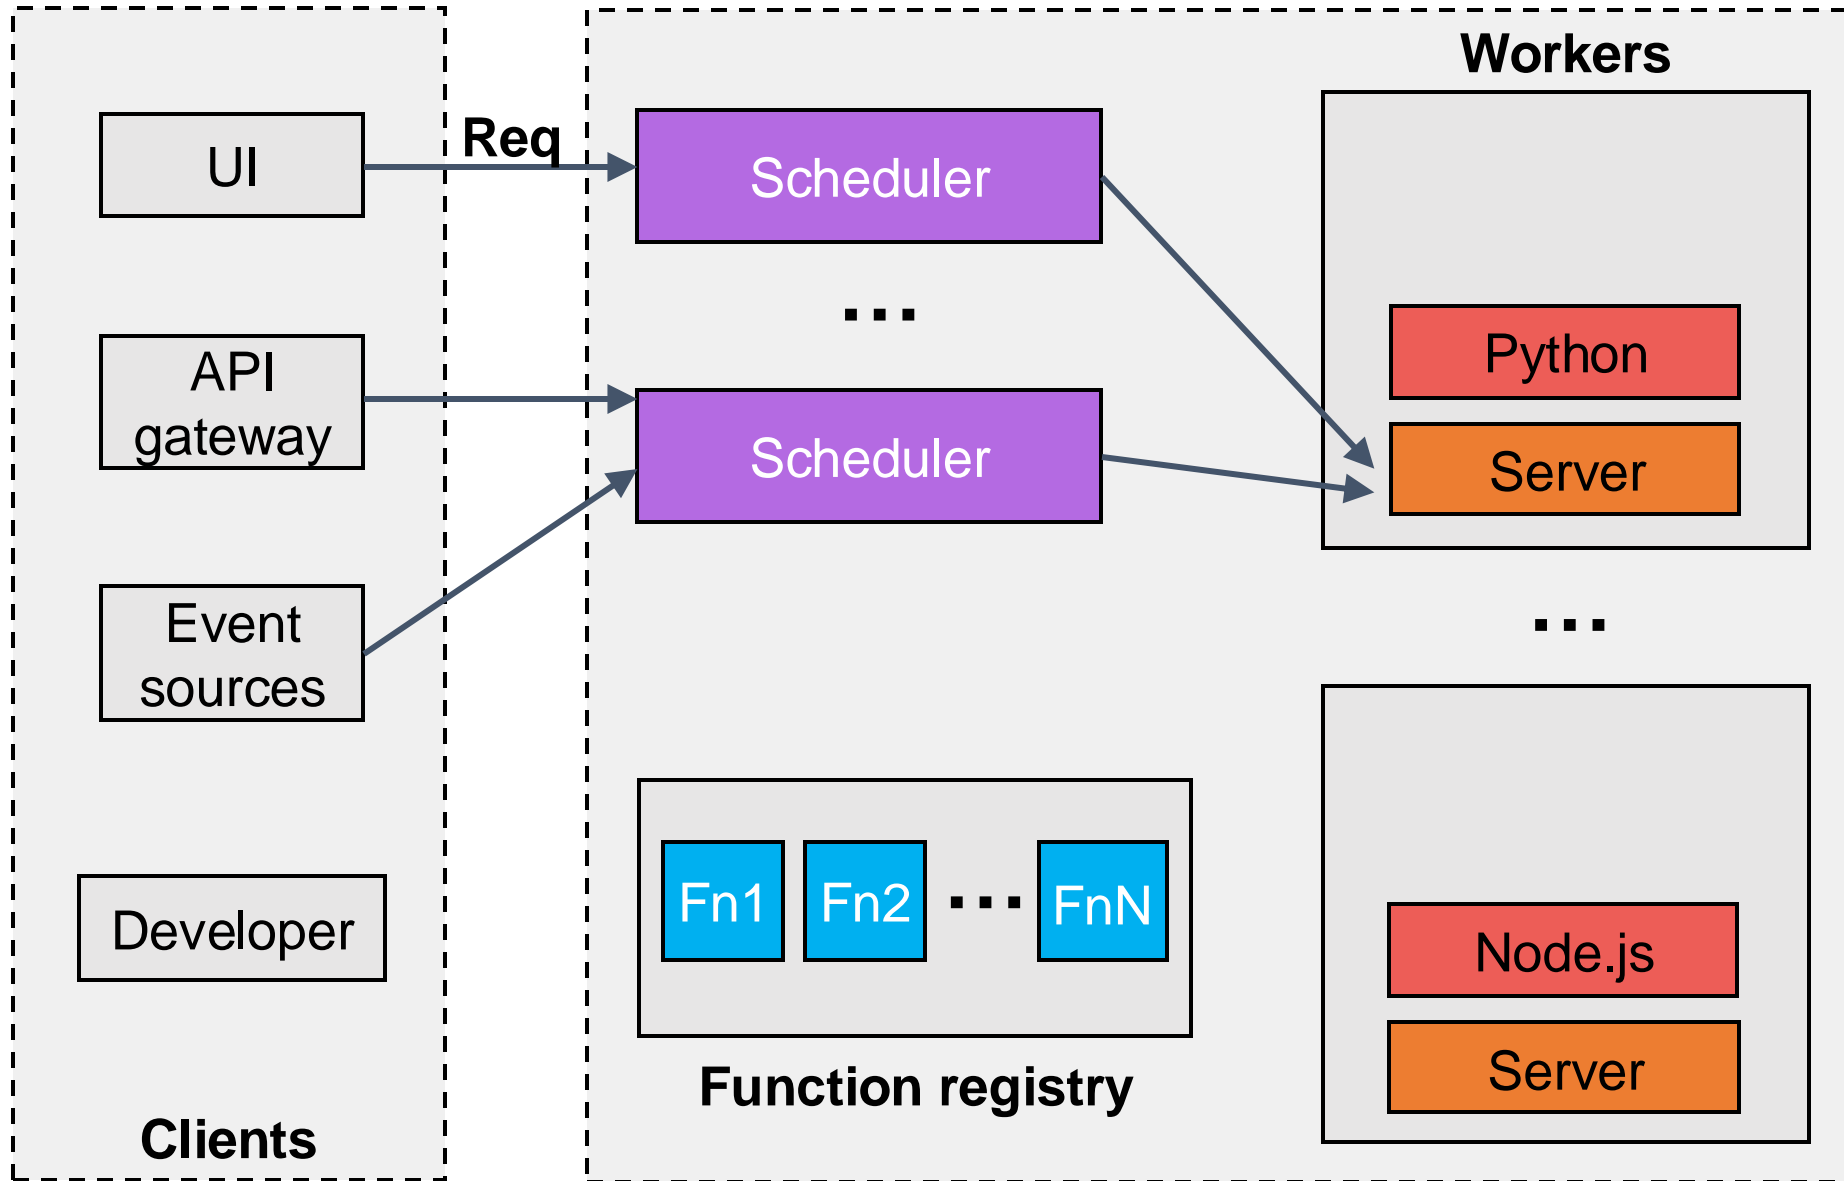 Workers
UI
Req
Scheduler
...
API
gateway
Scheduler
Python
Server
Event
sources
...
Fn1 Fn2 ... FnN
Developer
Node.js
Server
Function registry
Clients